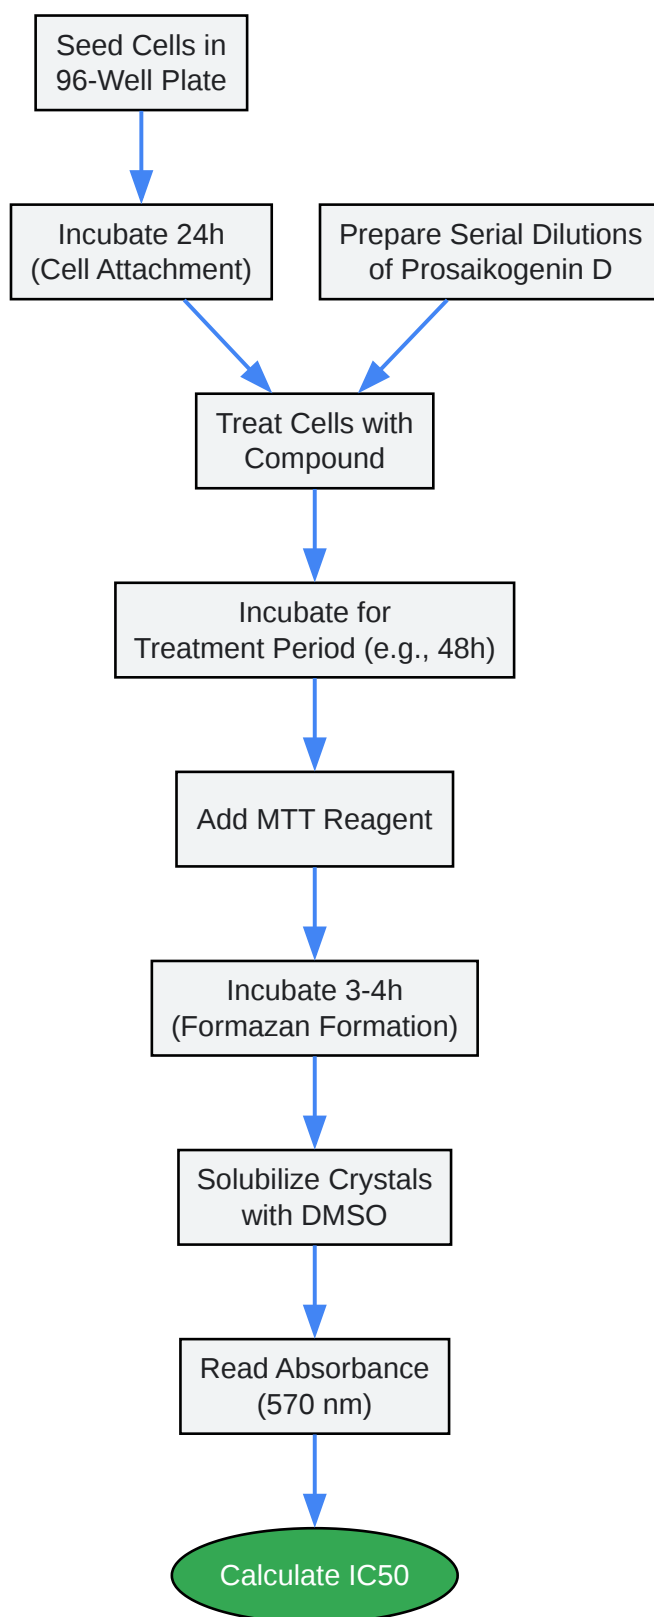 Seed Cells in
96-Well Plate
Incubate 24h
(Cell Attachment)
Prepare Serial Dilutions
of Prosaikogenin D
Treat Cells with
Compound
Incubate for
Treatment Period (e.g., 48h)
Add MTT Reagent
Incubate 3-4h
(Formazan Formation)
Solubilize Crystals
with DMSO
Read Absorbance
(570 nm)
Calculate IC50